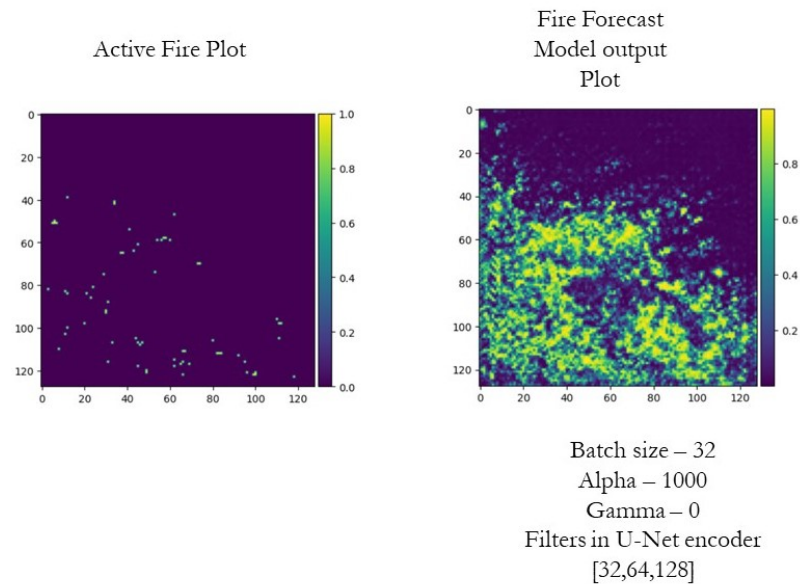 Active Fire Plot
Fire Forecast
Model output
Plot
0
20
40
60
80
100
120
0 20 40 60 80 100 120
1.0
0.8
0.6
0.4
0.2
0.0
0
20
40
60
80
100
120
0 20 40 60 80 100 120
0.8
0.6
0.4
0.2
Batch size – 32
Alpha – 1000
Gamma – 0
Filters in U-Net encoder
[32,64,128]